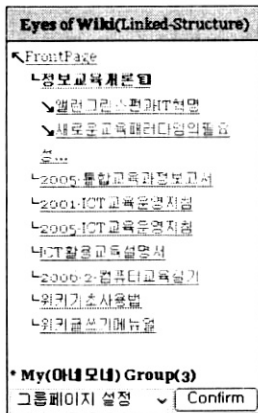 Eyes of Wiki(Linked-Structure)
↖FrontPage
┗정보교육개론
↘앨런그린스펀과IT혁명
↘새로운교육패러다임의필요
성...
┗2005-통합교육과정보고서
┗2001-ICT교육운영지침
┗2005-ICT교육운영지침
┗ICT활용교육설명서
┗2006-2-컴퓨터교육실기
┗위키기초사용법
┗위키글쓰기메뉴얼
* My(아네모네) Group(3)
그룹페이지 설정 Confirm